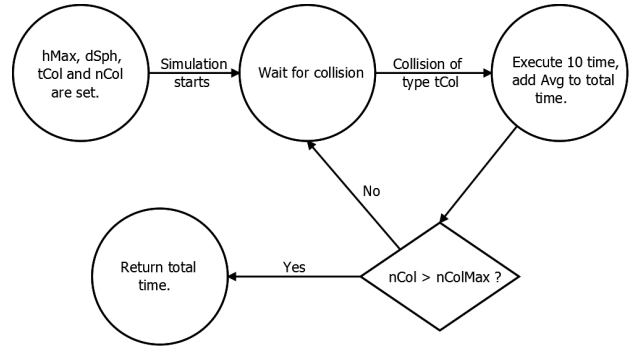 hMax, dSph,
tCol and nCol
are set.
Simulation
starts
Wait for collision
Collision of
type tCol
Execute 10 time,
add Avg to total
time.
No
nCol > nColMax ?
Yes
Return total
time.